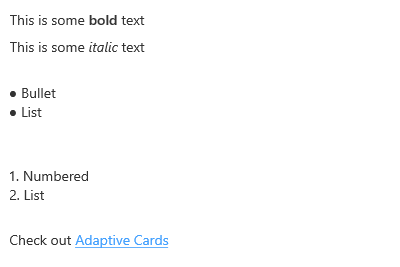 This is some bold text
This is some italic text
• Bullet
• List
1. Numbered
2. List
Check out Adaptive Cards